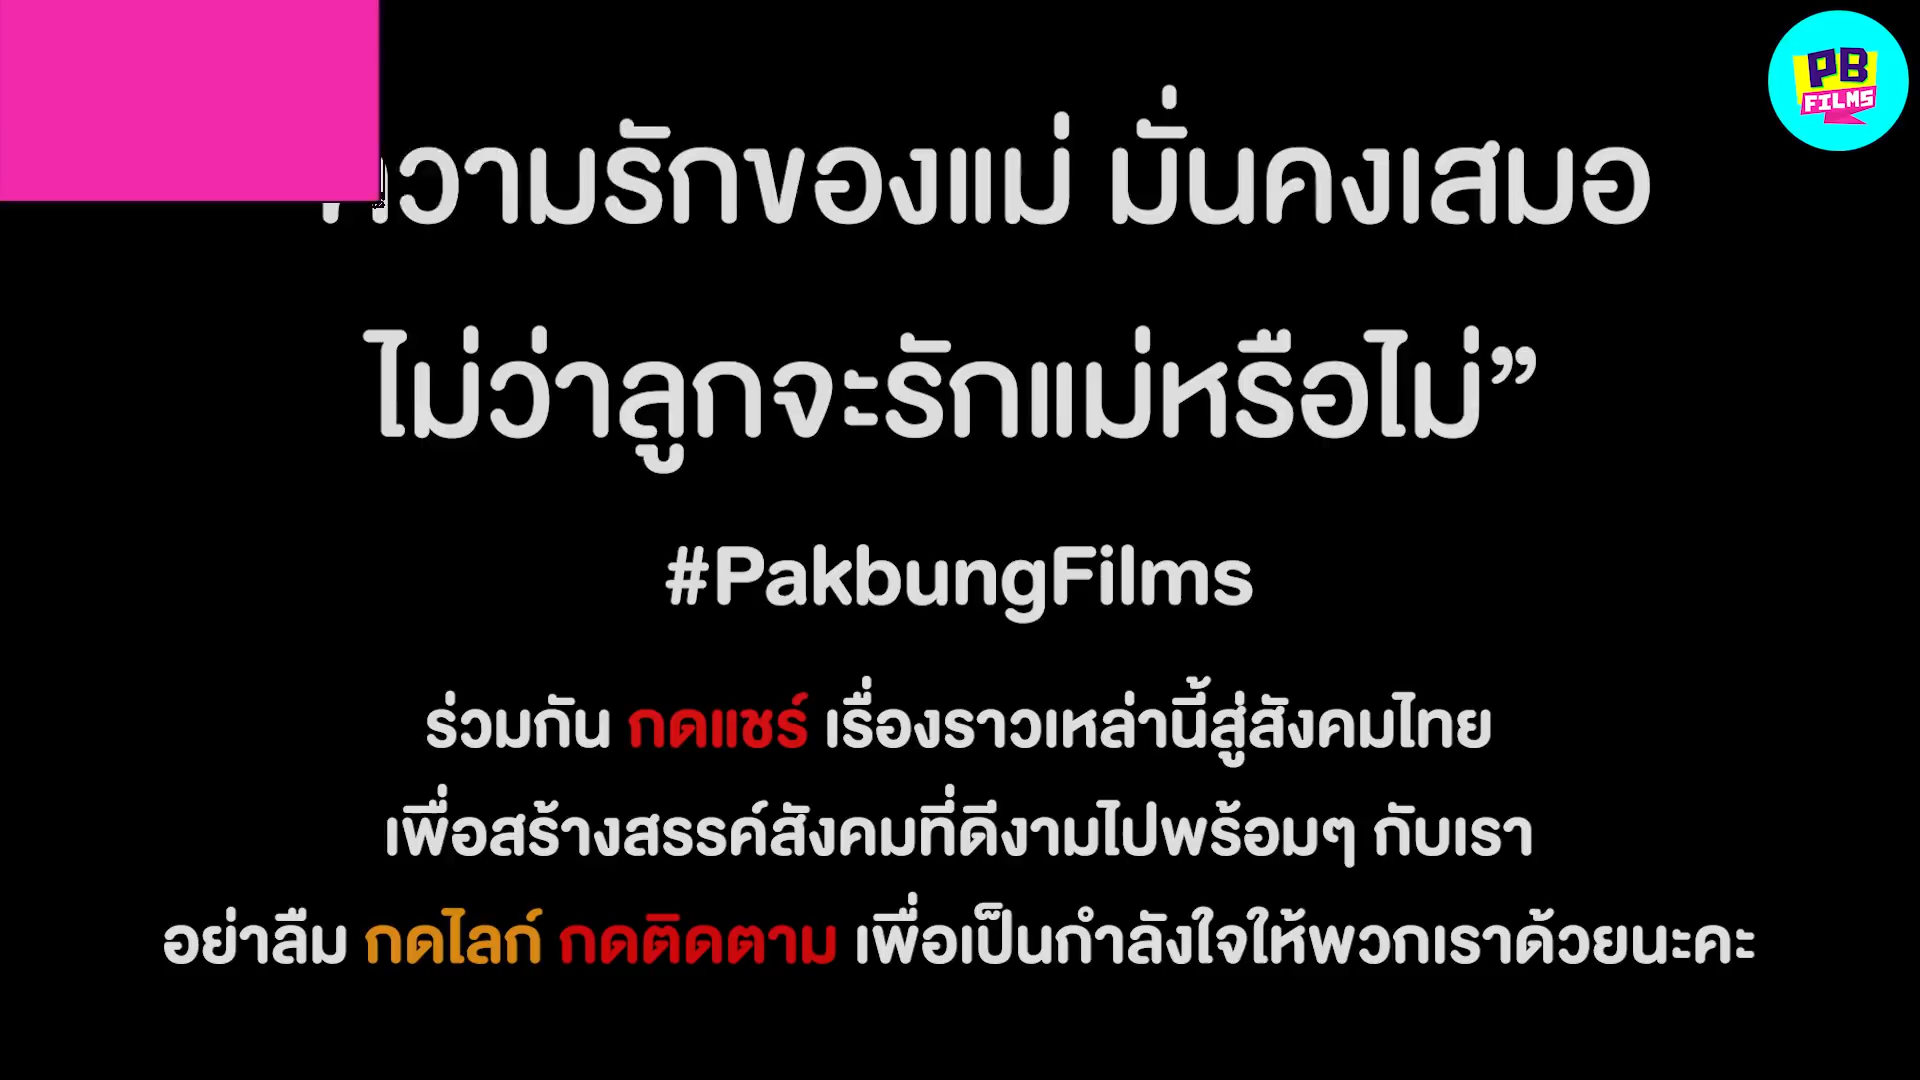 PB
FILMS
ความรักของแม่ มั่นคงเสมอ
ไม่ว่าลูกจะรักแม่หรือไม่”
#PakbungFilms
ร่วมกัน กดแชร์ เรื่องราวเหล่านี้สู่สังคมไทย
เพื่อสร้างสรรค์สังคมที่ดีงามไปพร้อมๆ กับเรา
อย่าลืม กดไลก์ กดติดตาม เพื่อเป็นกำลังใจให้พวกเราด้วยนะคะ